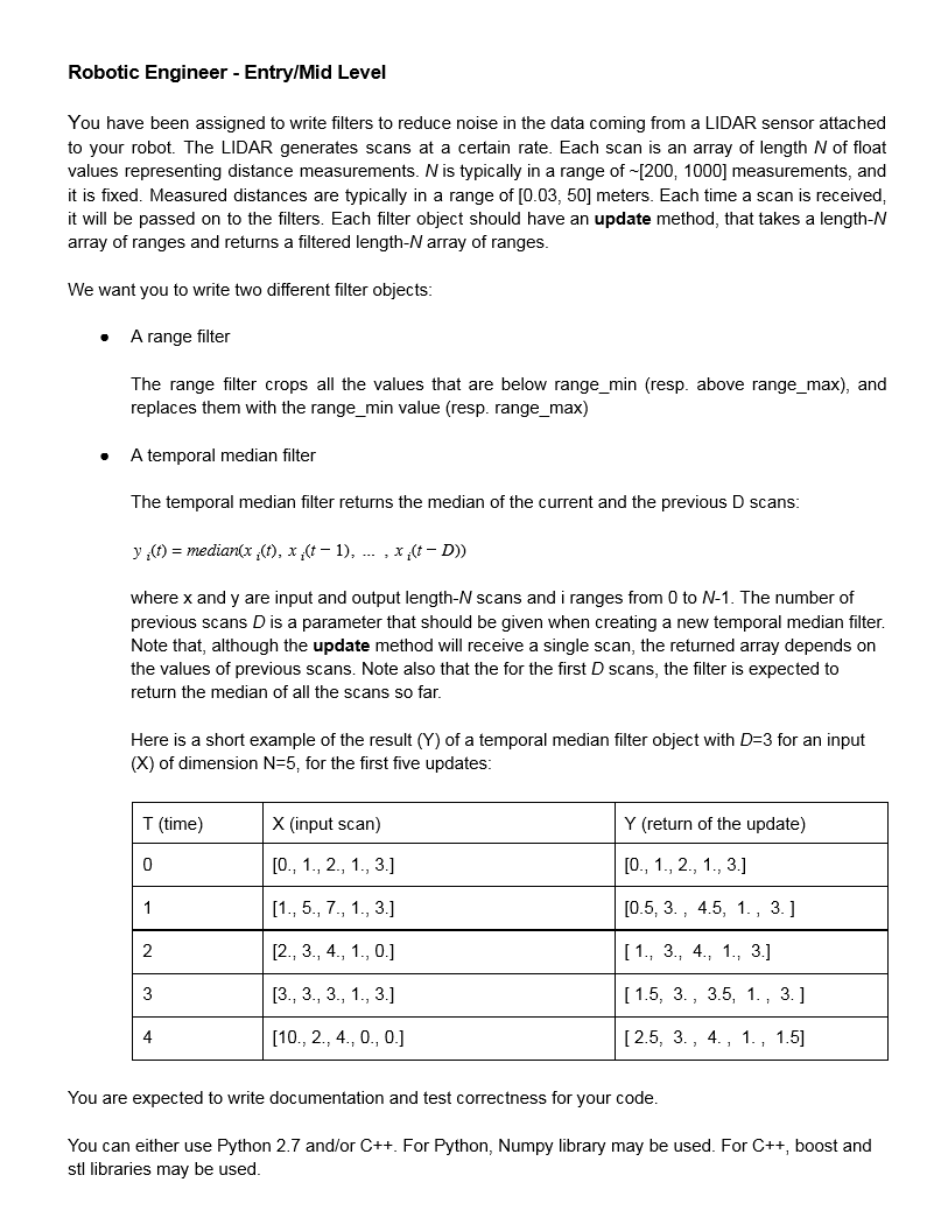 Robotic Engineer - Entry/Mid Level
You have been assigned to write filters to reduce noise in the data coming from a LIDAR sensor attached
to your robot. The LIDAR generates scans at a certain rate. Each scan is an array of length N of float
values representing distance measurements. N is typically in a range of ~[200, 1000] measurements, and
it is fixed. Measured distances are typically in a range of [0.03, 50] meters. Each time a scan is received,
it will be passed on to the filters. Each filter object should have an update method, that takes a length-N
array of ranges and returns a filtered length-N array of ranges.
We want you to write two different filter objects:
● A range filter
The range filter crops all the values that are below range_min (resp. above range_max), and
replaces them with the range_min value (resp. range_max)
● A temporal median filter
The temporal median filter returns the median of the current and the previous D scans:
y i(t) = median(x i(t), x i(t − 1), ... , x i(t − D))
where x and y are input and output length-N scans and i ranges from 0 to N-1. The number of
previous scans D is a parameter that should be given when creating a new temporal median filter.
Note that, although the update method will receive a single scan, the returned array depends on
the values of previous scans. Note also that the for the first D scans, the filter is expected to
return the median of all the scans so far.
Here is a short example of the result (Y) of a temporal median filter object with D=3 for an input
(X) of dimension N=5, for the first five updates:
T (time) X (input scan) Y (return of the update)
0 [0., 1., 2., 1., 3.] [0., 1., 2., 1., 3.]
1 [1., 5., 7., 1., 3.] [0.5, 3. , 4.5, 1. , 3. ]
2 [2., 3., 4., 1., 0.] [ 1., 3., 4., 1., 3.]
3 [3., 3., 3., 1., 3.] [ 1.5, 3. , 3.5, 1. , 3. ]
4 [10., 2., 4., 0., 0.] [ 2.5, 3. , 4. , 1. , 1.5]
You are expected to write documentation and test correctness for your code.
You can either use Python 2.7 and/or C++. For Python, Numpy library may be used. For C++, boost and
stl libraries may be used.